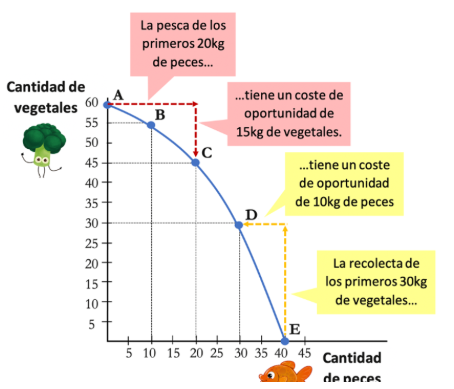 La pesca de los
primeros 20kg
de peces...
Cantidad de
vegetales
...tiene un coste de
oportunidad de
15kg de vegetales.
...tiene un coste
de oportunidad
de 10kg de peces
La recolecta de
los primeros 30kg
de vegetales...
60
55
50
45
40
35
30
25
20
15
10
5
A
B
C
D
E
5 10 15 20 25 30 35 40 45
Cantidad
de peces